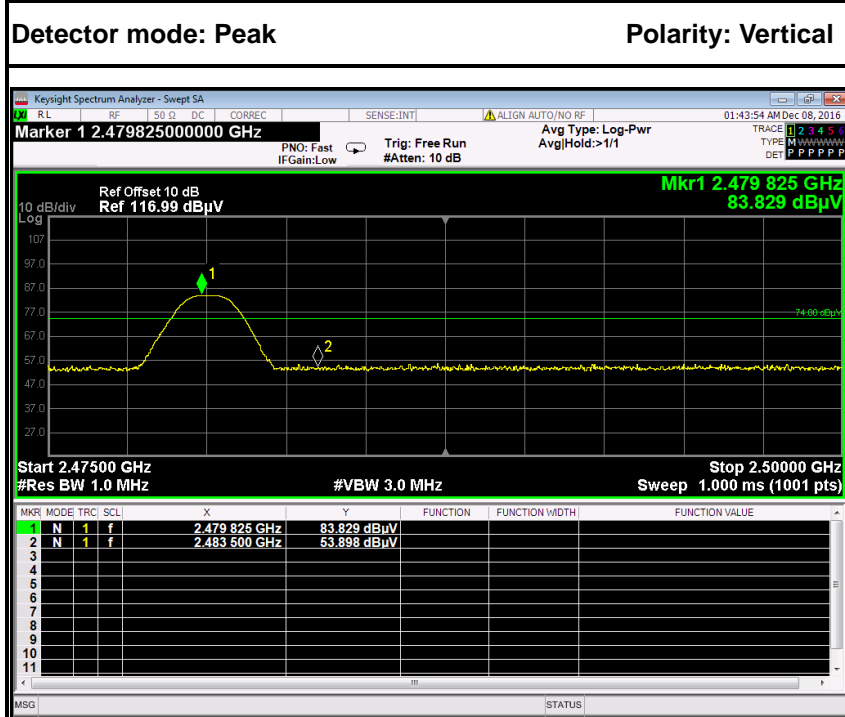 Detector mode: Peak Polarity: Vertical
Keysight Spectrum Analyzer - Swept SA
RL RF 50 Ω DC CORREC SENSE:INT ALIGN AUTO/NO RF 01:43:54 AM Dec 08, 2016
Marker 1 2.479825000000 GHz
PNO: Fast Trig: Free Run Avg Type: Log-Pwr TRACE 1 2 3 4 5 6
IFGain:Low #Atten: 10 dB Avg|Hold:>1/1 TYPE M WWWWW
DET P P P P P P
Ref Offset 10 dB Mkr1 2.479 825 GHz
10 dB/div Ref 116.99 dBµV 83.829 dBµV
Log
107
97.0
1
87.0
77.0
74.00 dBµV
67.0
2
57.0
47.0
37.0
27.0
Start 2.47500 GHz Stop 2.50000 GHz
#Res BW 1.0 MHz #VBW 3.0 MHz Sweep 1.000 ms (1001 pts)
MKR MODE TRC SCL X Y FUNCTION FUNCTION WIDTH FUNCTION VALUE
1 N 1 f 2.479 825 GHz 83.829 dBµV
2 N 1 f 2.483 500 GHz 53.898 dBµV
3
4
5
6
7
8
9
10
11
MSG STATUS